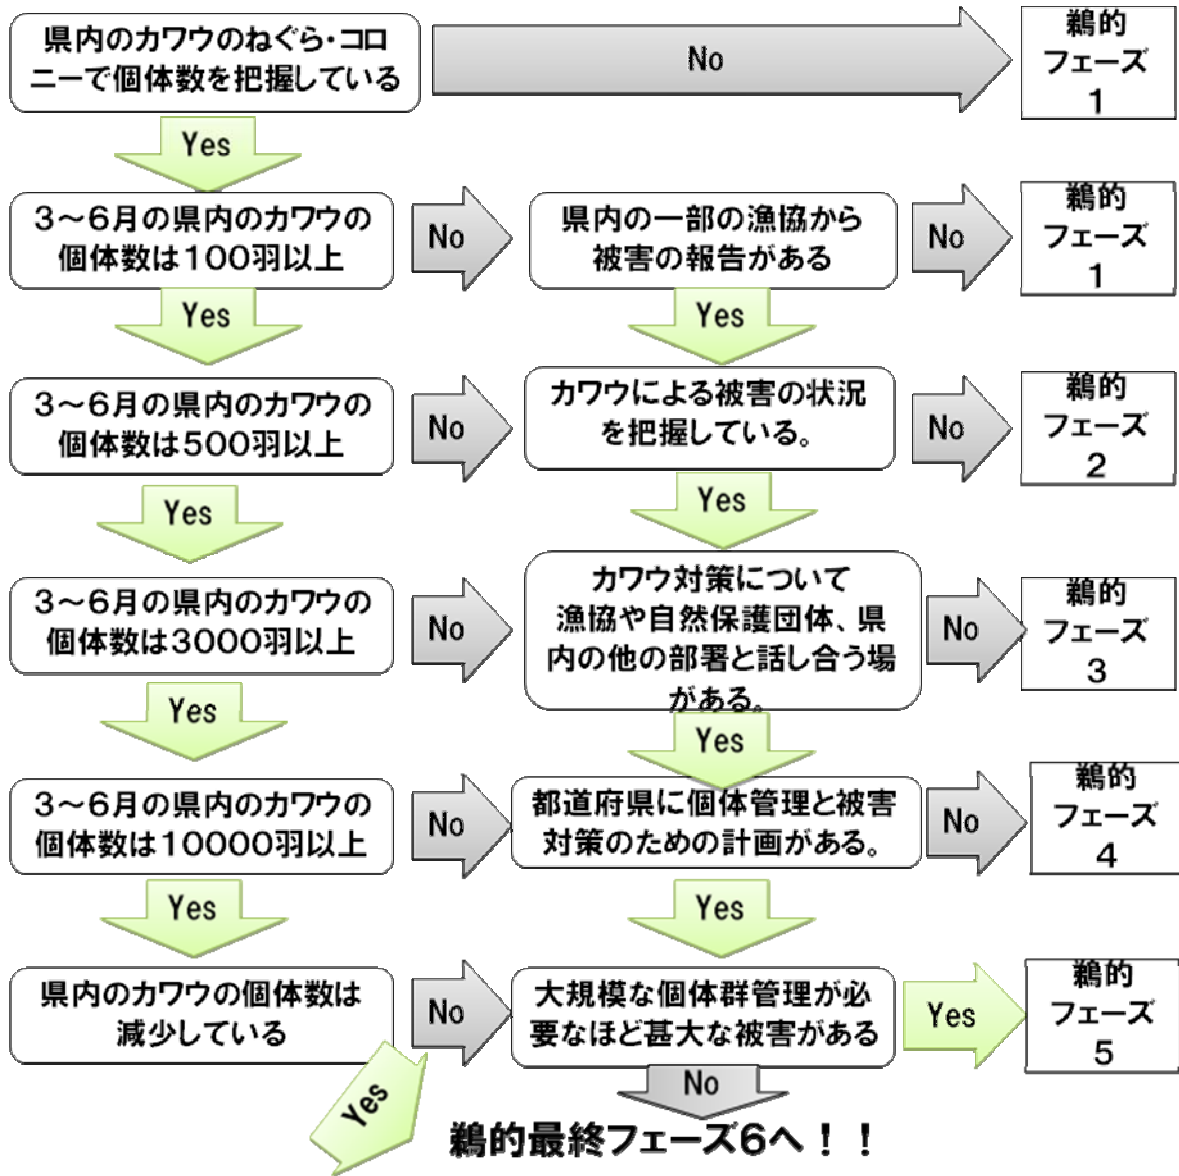 県内のカワウのねぐら・コロ
ニーで個体数を把握している
No
鵜的
フェーズ
1
Yes
3～6月の県内のカワウの
個体数は100羽以上
No
県内の一部の漁協から
被害の報告がある
No
鵜的
フェーズ
1
Yes
Yes
3～6月の県内のカワウの
個体数は500羽以上
No
カワウによる被害の状況
を把握している。
No
鵜的
フェーズ
2
Yes
Yes
3～6月の県内のカワウの
個体数は3000羽以上
No
カワウ対策について
漁協や自然保護団体、県
内の他の部署と話し合う場
がある。
No
鵜的
フェーズ
3
Yes
Yes
3～6月の県内のカワウの
個体数は10000羽以上
No
都道府県に個体管理と被害
対策のための計画がある。
No
鵜的
フェーズ
4
Yes
Yes
県内のカワウの個体数は
減少している
No
大規模な個体群管理が必
要なほど甚大な被害がある
Yes
鵜的
フェーズ
5
Yes
No
鵜的最終フェーズ6へ！！